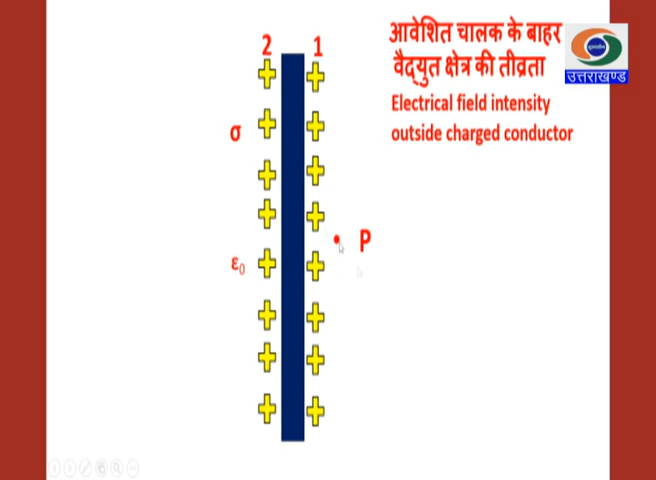 2 1
आवेशित चालक के बाहर
वैद्युत क्षेत्र की तीव्रता
Electrical field intensity
outside charged conductor
उत्तराखण्ड
σ
P
ε₀